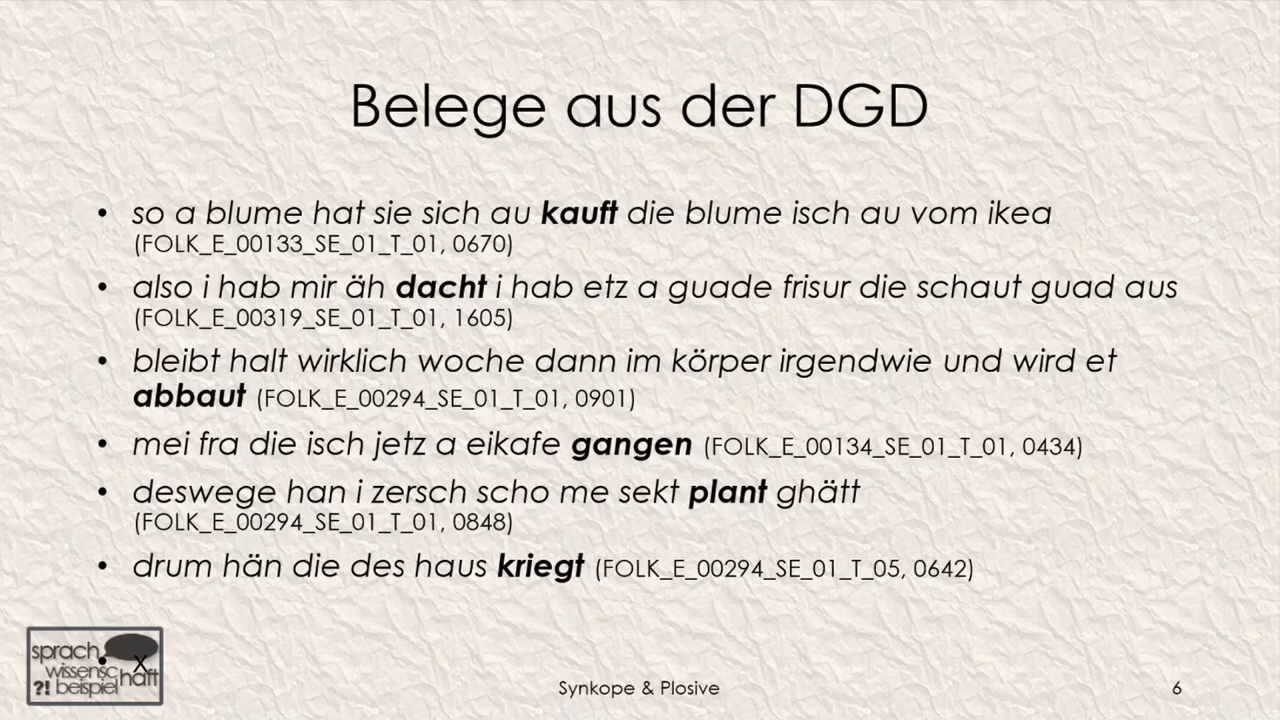 Belege aus der DGD
• so a blume hat sie sich au kauft die blume isch au vom ikea
(FOLK_E_00133_SE_01_T_01, 0670)
• also i hab mir äh dacht i hab etz a guade frisur die schaut guad aus
(FOLK_E_00319_SE_01_T_01, 1605)
• bleibt halt wirklich woche dann im körper irgendwie und wird et
abbaut (FOLK_E_00294_SE_01_T_01, 0901)
• mei fra die isch jetz a eikafe gangen (FOLK_E_00134_SE_01_T_01, 0434)
• deswege han i zersch scho me sekt plant ghätt
(FOLK_E_00294_SE_01_T_01, 0848)
• drum hän die des haus kriegt (FOLK_E_00294_SE_01_T_05, 0642)
sprach
wissensc
haft
?! beispiel
x
Synkope & Plosive
6